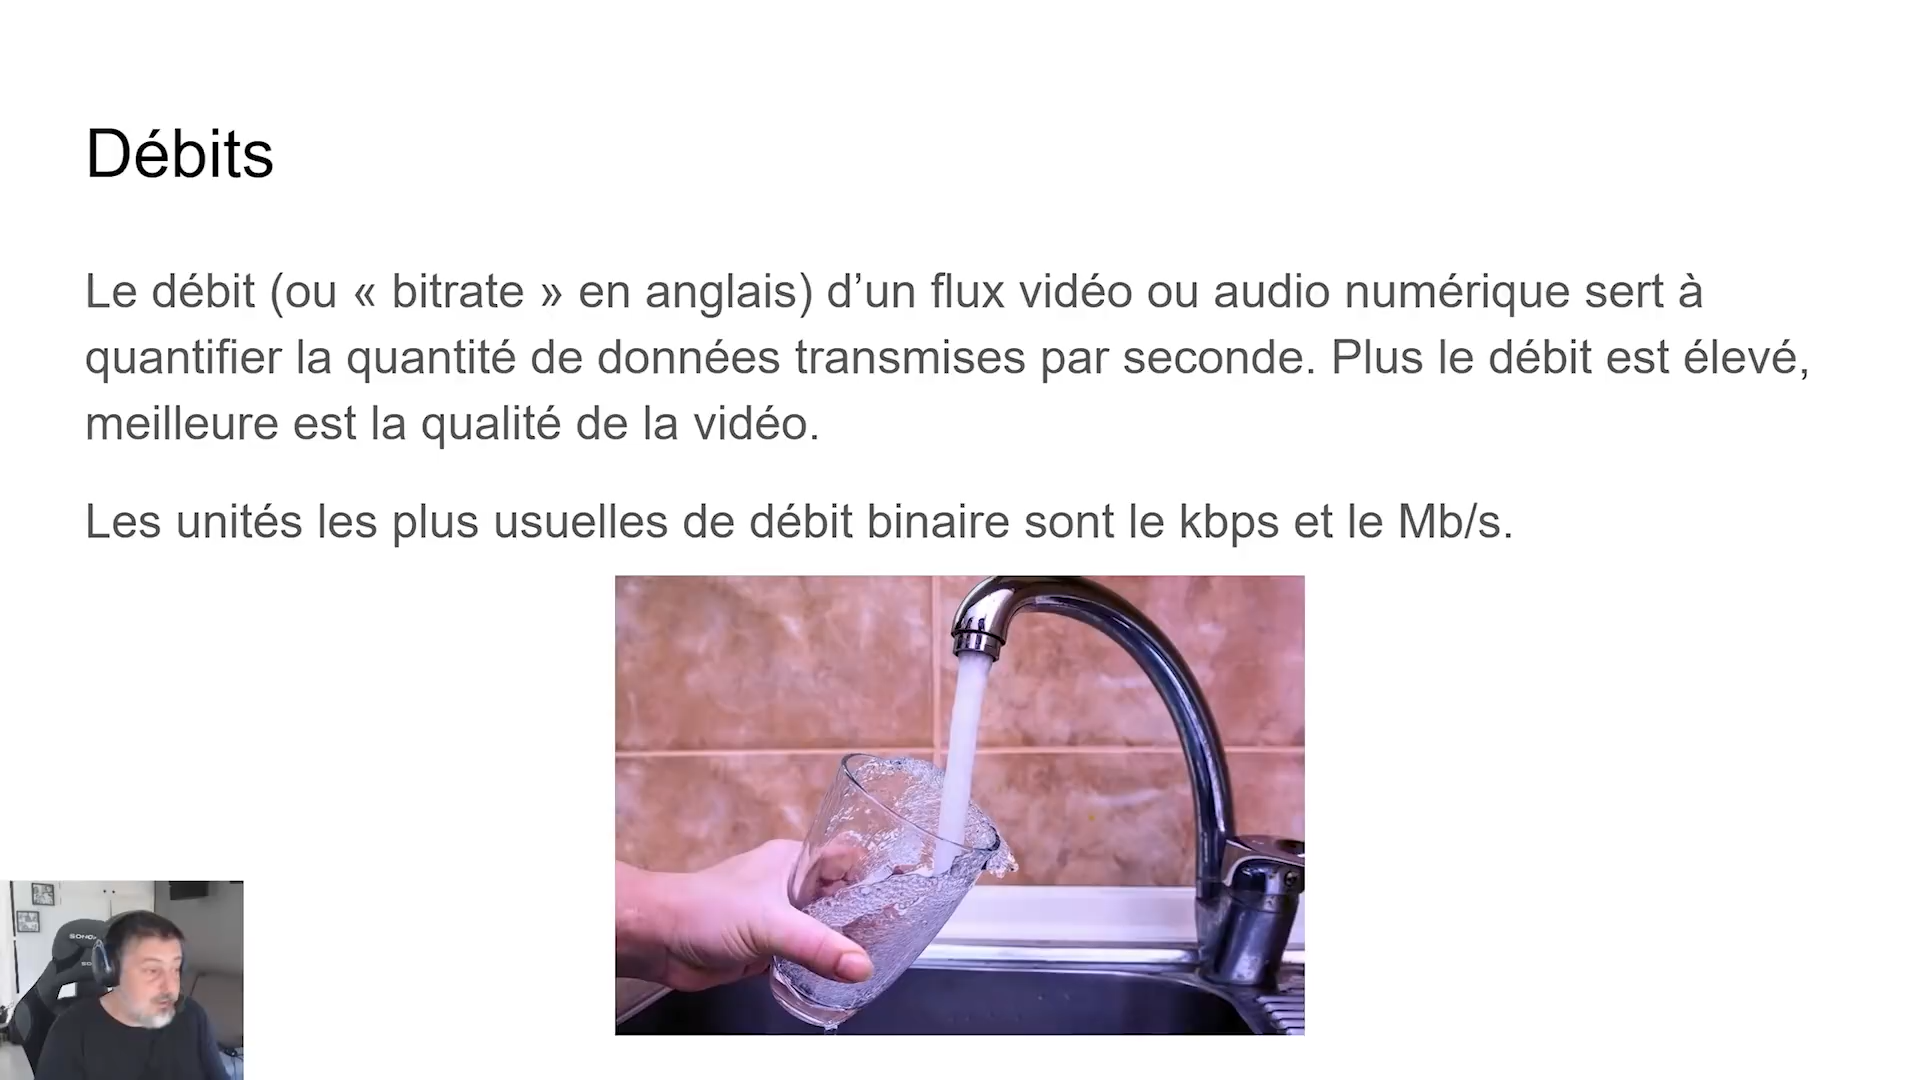 Débits
Le débit (ou « bitrate » en anglais) d’un flux vidéo ou audio numérique sert à
quantifier la quantité de données transmises par seconde. Plus le débit est élevé,
meilleure est la qualité de la vidéo.
Les unités les plus usuelles de débit binaire sont le kbps et le Mb/s.